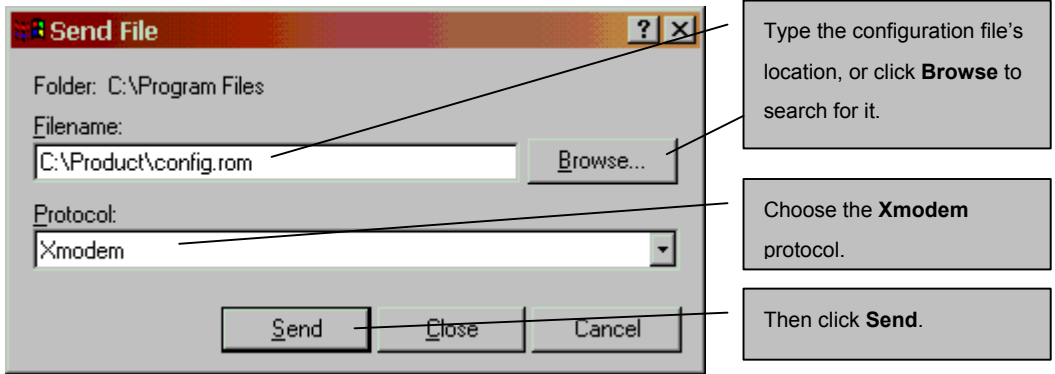 Send File
Folder: C:\Program Files
Filename:
C:\Product\config.rom
Browse...
Protocol:
Xmodem
Send
Close
Cancel
Type the configuration file’s
location, or click Browse to
search for it.
Choose the Xmodem
protocol.
Then click Send.